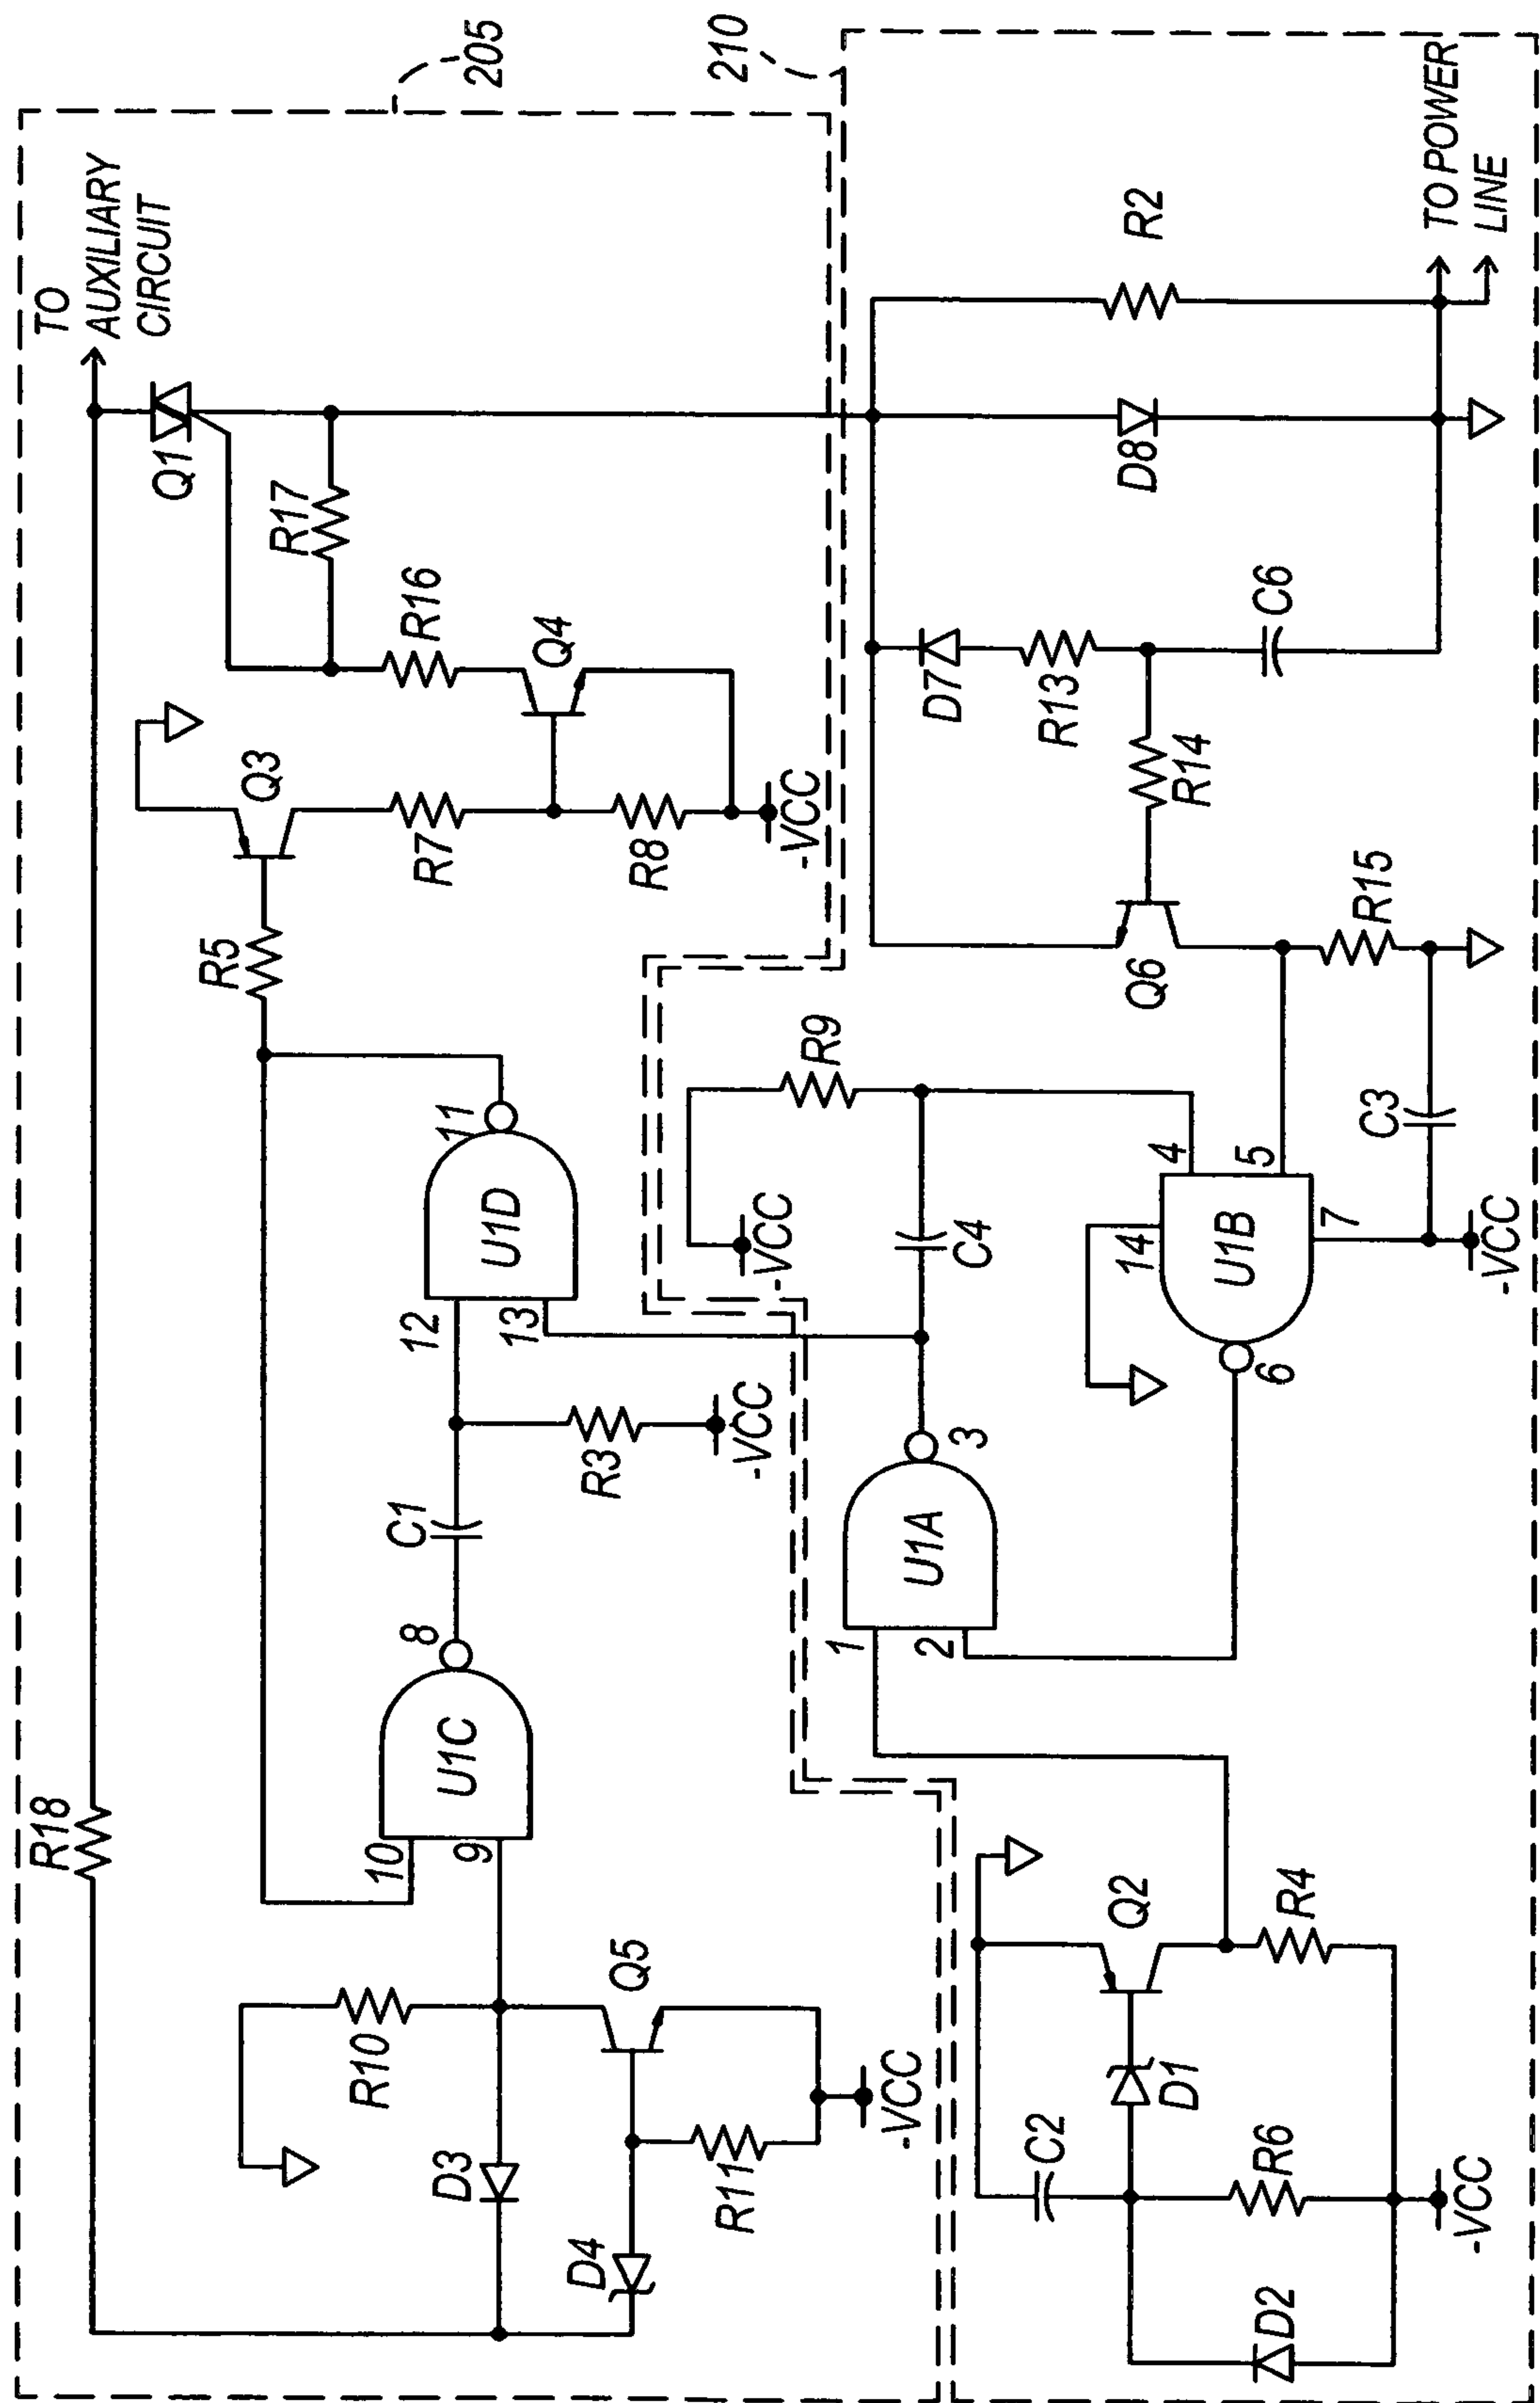 205
210
TO
AUXILIARY
CIRCUIT
Q1
R17
R16
Q4
Q3
R7
R8
-VCC
R5
11
U1D
12
13
R18
C1
R3
-VCC
8
U1C
10
9
R10
Q5
D3
D4
R11
-VCC
TO POWER
LINE
R2
D8
D7
R13
C6
R14
Q6
R15
R9
-VCC
C4
C3
4
5
14
U1B
7
6
-VCC
3
U1A
1
2
Q2
R4
D1
C2
R6
D2
-VCC